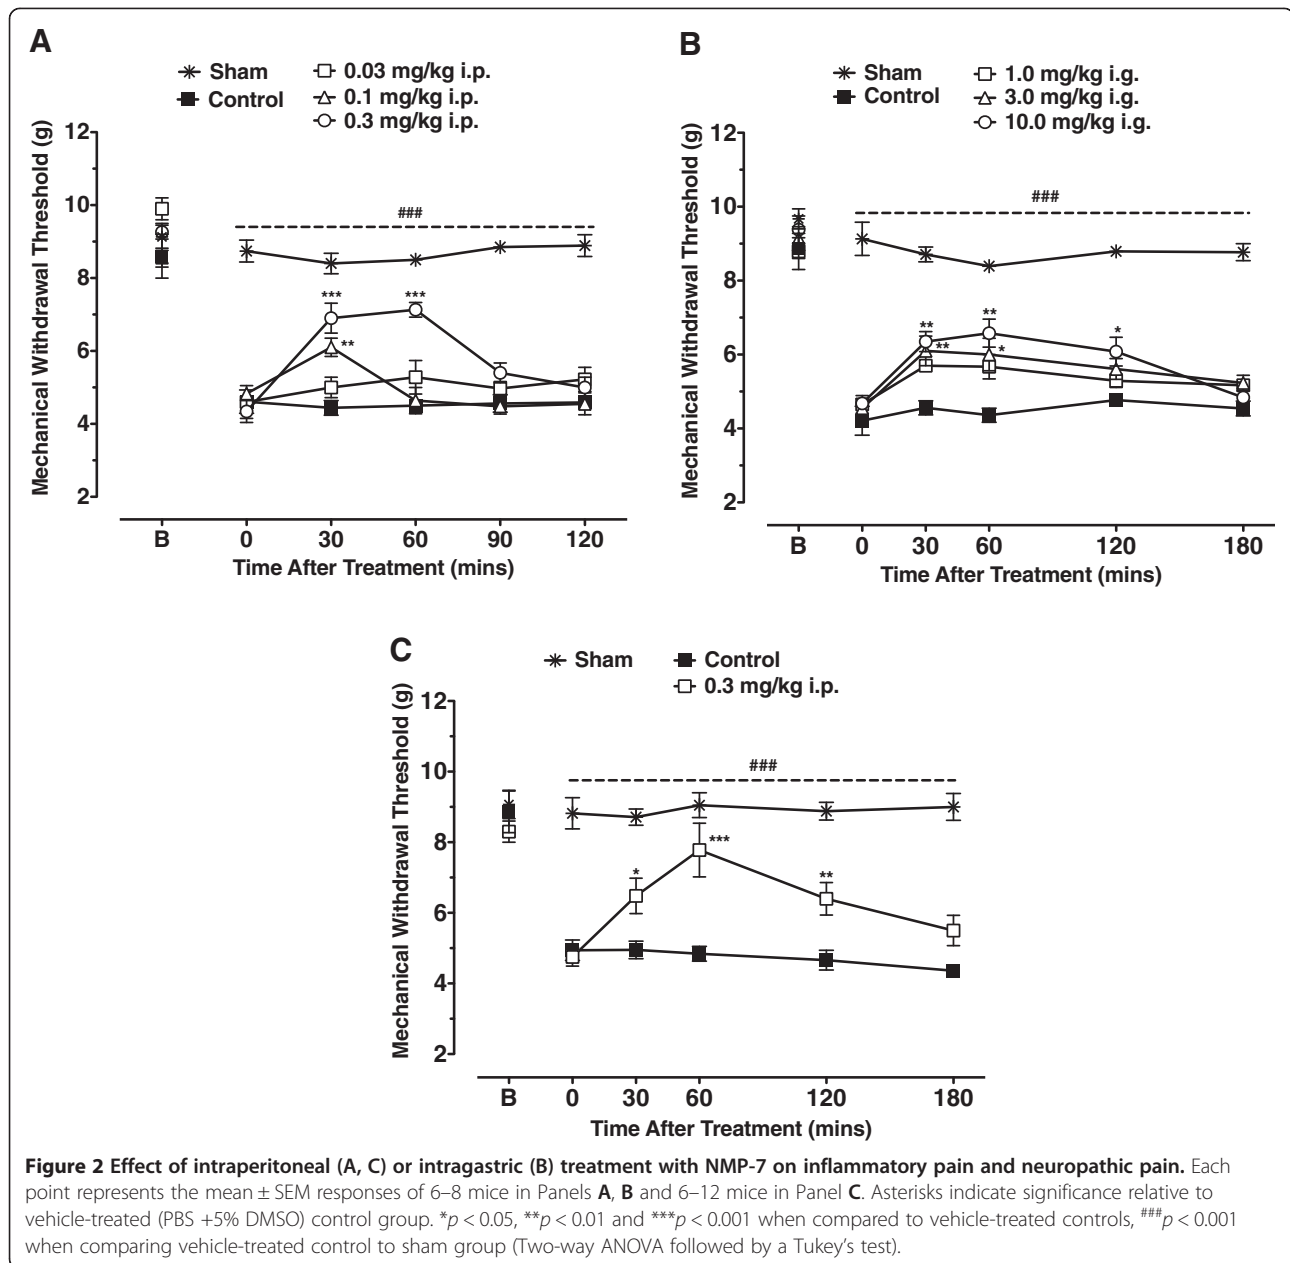 A
Sham
Control
0.03 mg/kg i.p.
0.1 mg/kg i.p.
0.3 mg/kg i.p.
Mechanical Withdrawal Threshold (g)
12
10
8
6
4
2
###
***
***
**
B
0
30
60
90
120
Time After Treatment (mins)
B
Sham
Control
1.0 mg/kg i.g.
3.0 mg/kg i.g.
10.0 mg/kg i.g.
Mechanical Withdrawal Threshold (g)
12
10
8
6
4
2
###
**
**
**
*
*
B
0
30
60
120
180
Time After Treatment (mins)
C
Sham
Control
0.3 mg/kg i.p.
Mechanical Withdrawal Threshold (g)
12
10
8
6
4
2
###
*
***
**
B
0
30
60
120
180
Time After Treatment (mins)
Figure 2 Effect of intraperitoneal (A, C) or intragastric (B) treatment with NMP-7 on inflammatory pain and neuropathic pain. Each
point represents the mean ± SEM responses of 6–8 mice in Panels A, B and 6–12 mice in Panel C. Asterisks indicate significance relative to
vehicle-treated (PBS +5% DMSO) control group. *p < 0.05, **p < 0.01 and ***p < 0.001 when compared to vehicle-treated controls, ###p < 0.001
when comparing vehicle-treated control to sham group (Two-way ANOVA followed by a Tukey's test).